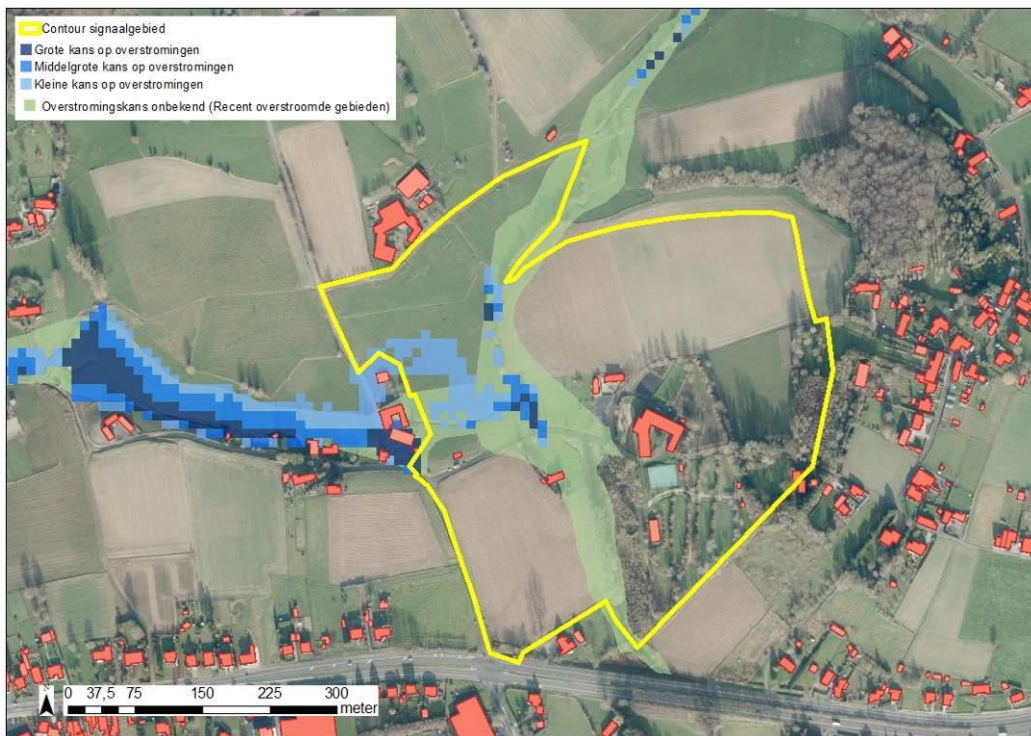 Contour signaalgebied
Grote kans op overstromingen
Middelgrote kans op overstromingen
Kleine kans op overstromingen
Overstromingskans onbekend (Recent overstroomde gebieden)
N
0 37,5 75 150 225 300
meter